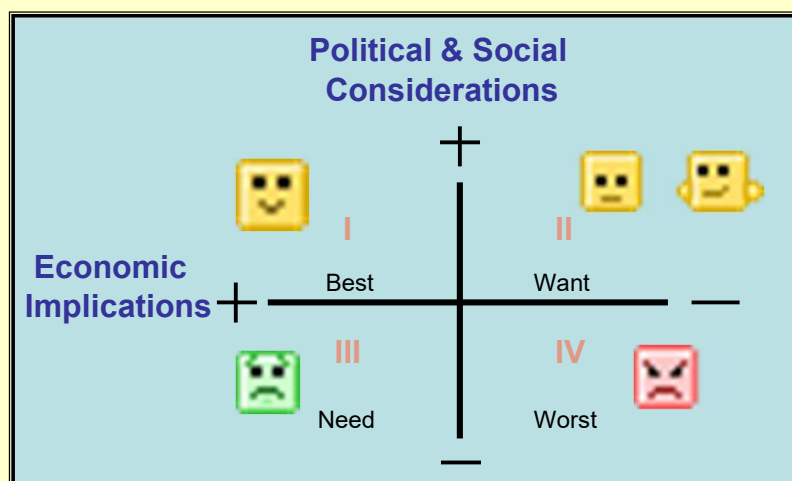 Political & Social
Considerations
+
I
II
Economic
Implications
Best
Want
+
—
III
IV
Need
Worst
—